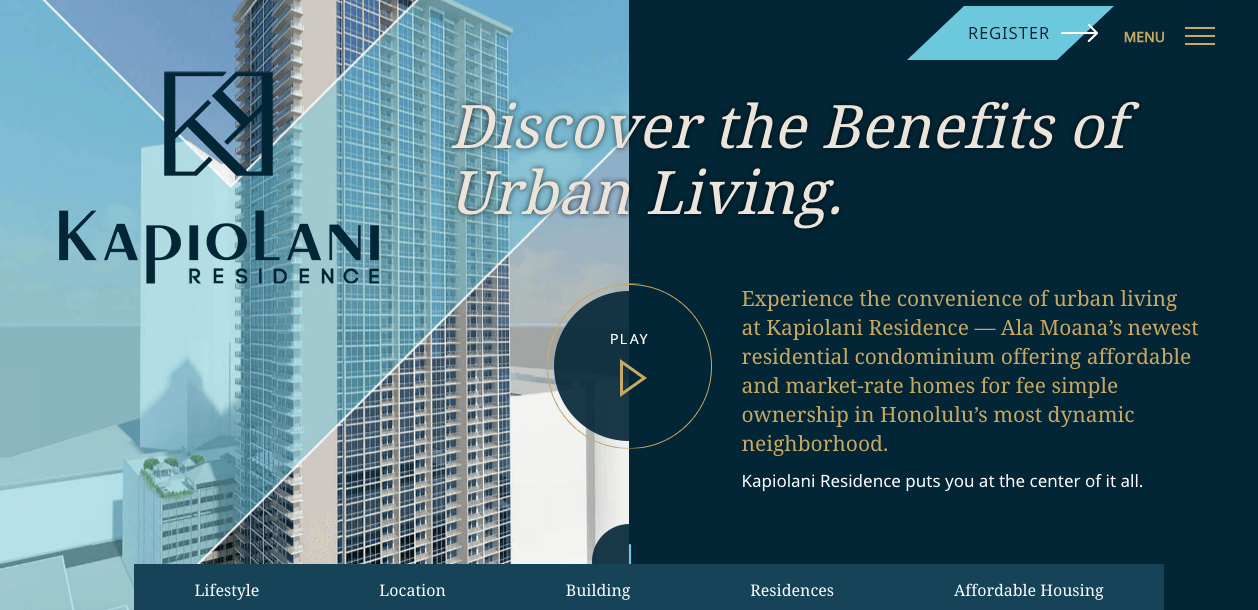 REGISTER
MENU
KAPIOLANI
RESIDENCE
Discover the Benefits of
Urban Living.
PLAY
Experience the convenience of urban living
at Kapiolani Residence — Ala Moana’s newest
residential condominium offering affordable
and market-rate homes for fee simple
ownership in Honolulu’s most dynamic
neighborhood.
Kapiolani Residence puts you at the center of it all.
Lifestyle
Location
Building
Residences
Affordable Housing